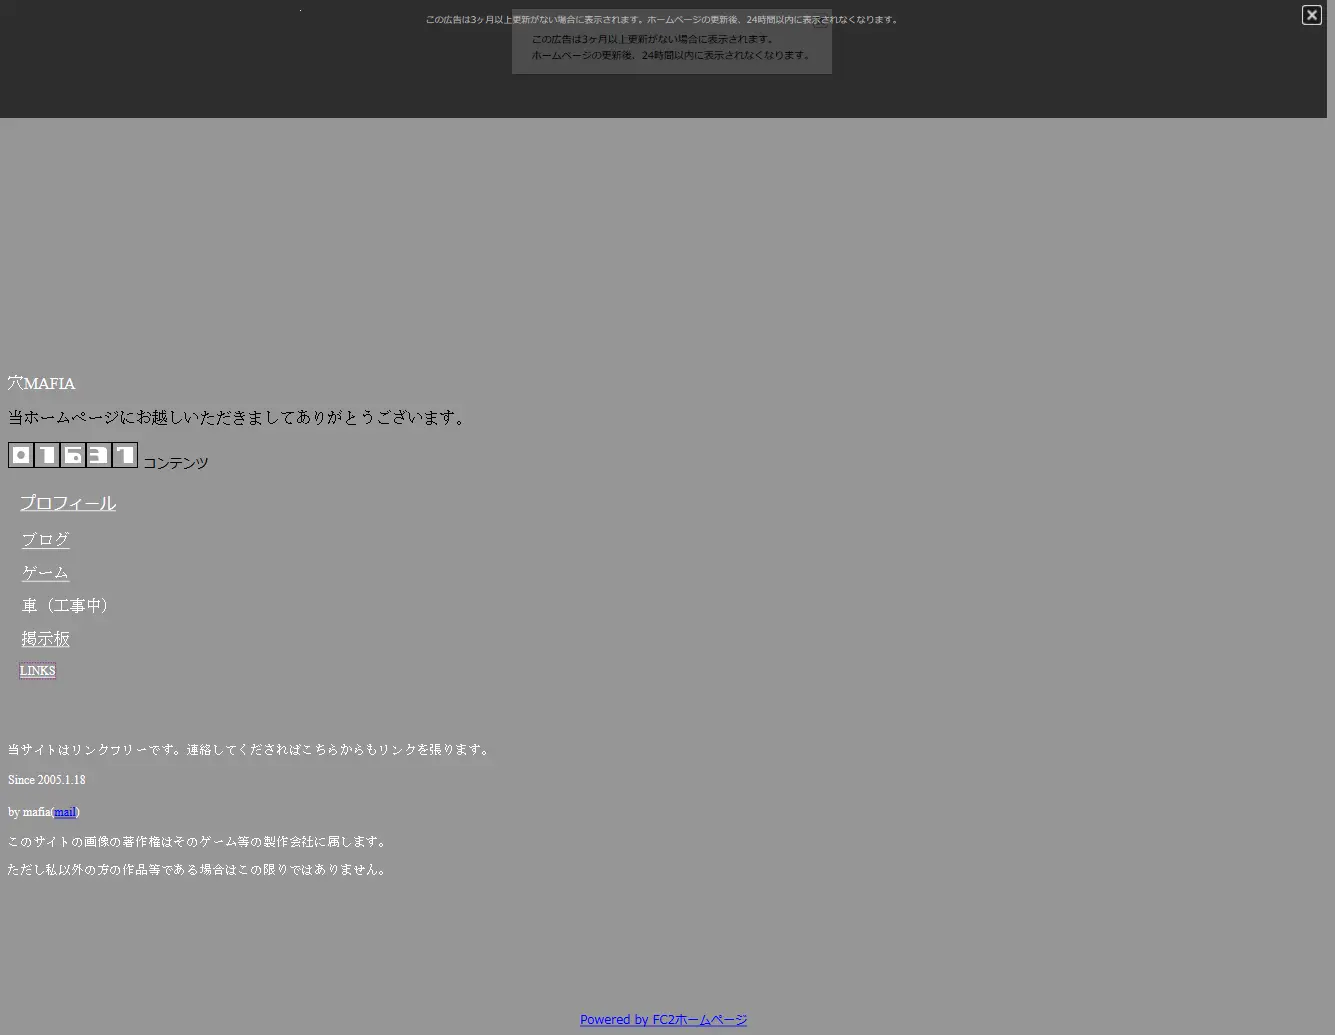 この広告は3ヶ月以上更新がない場合に表示されます。ホームページの更新後、24時間以内に表示されなくなります。
この広告は3ヶ月以上更新がない場合に表示されます。
ホームページの更新後、24時間以内に表示されなくなります。
穴MAFIA
当ホームページにお越しいただきましてありがとうございます。
01631 コンテンツ
プロフィール
ブログ
ゲーム
車（工事中）
掲示板
LINKS
当サイトはリンクフリーです。連絡してくださればこちらからもリンクを張ります。
Since 2005.1.18
by mafia(mail)
このサイトの画像の著作権はそのゲーム等の製作会社に属します。
ただし私以外の方の作品等である場合はこの限りではありません。
Powered by FC2ホームページ